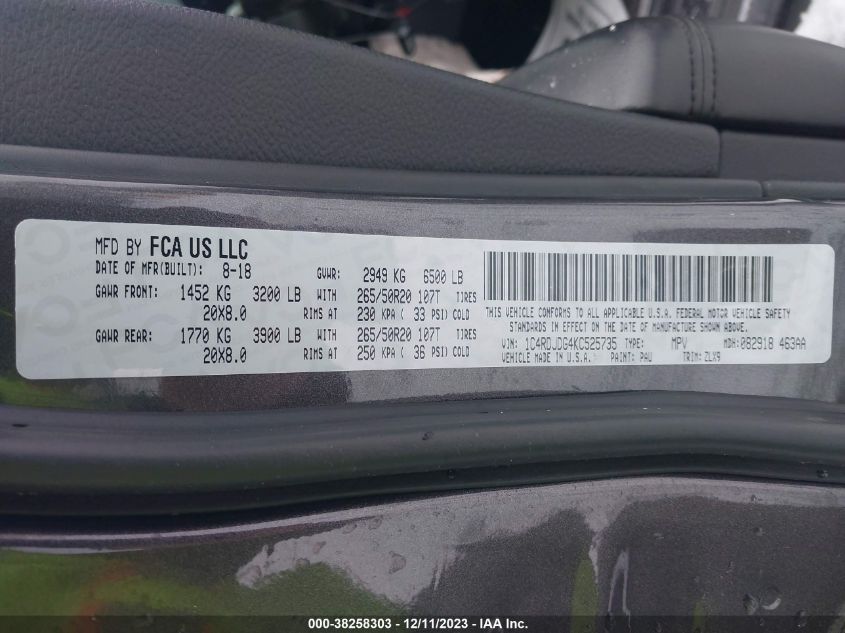 MFD BY FCA US LLC
DATE OF MFR(BUILT): 8-18 GVWR: 2949 KG 6500 LB
GAWR FRONT: 1452 KG 3200 LB WITH 265/50R20 107T TIRES
20X8.0 RIMS AT 230 KPA ( 33 PSI) COLD
GAWR REAR: 1770 KG 3900 LB WITH 265/50R20 107T TIRES
20X8.0 RIMS AT 250 KPA ( 36 PSI) COLD
THIS VEHICLE CONFORMS TO ALL APPLICABLE U.S.A. FEDERAL MOTOR VEHICLE SAFETY
STANDARDS IN EFFECT ON THE DATE OF MANUFACTURE SHOWN ABOVE.
VIN: 1C4RDJDG4KC525735 TYPE: MPV MDH: 082918 463AA
VEHICLE MADE IN U.S.A. PAINT: PAU TRIM: ZLX9
000-38258303 - 12/11/2023 - IAAI.com, Inc.